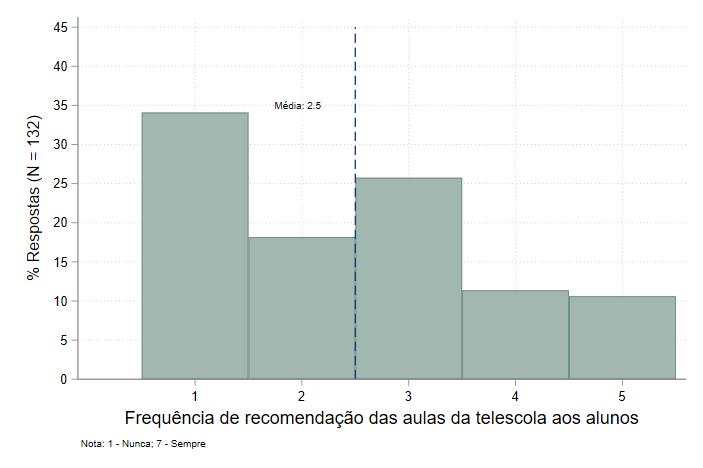 % Respostas (N = 132)
45
40
35
30
25
20
15
10
5
0
Média: 2.5
1 2 3 4 5
Frequência de recomendação das aulas da telescola aos alunos
Nota: 1 - Nunca; 7 - Sempre